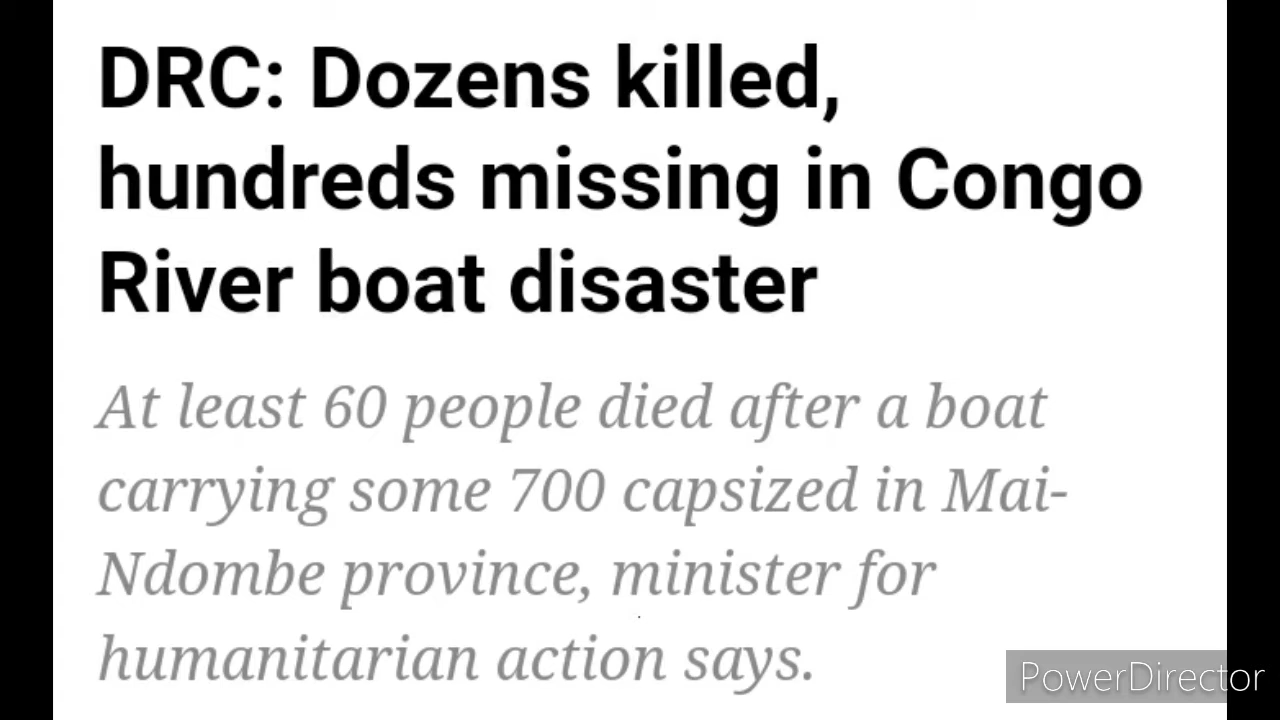 DRC: Dozens killed,
hundreds missing in Congo
River boat disaster
At least 60 people died after a boat
carrying some 700 capsized in Mai-
Ndombe province, minister for
humanitarian action says.
PowerDirector